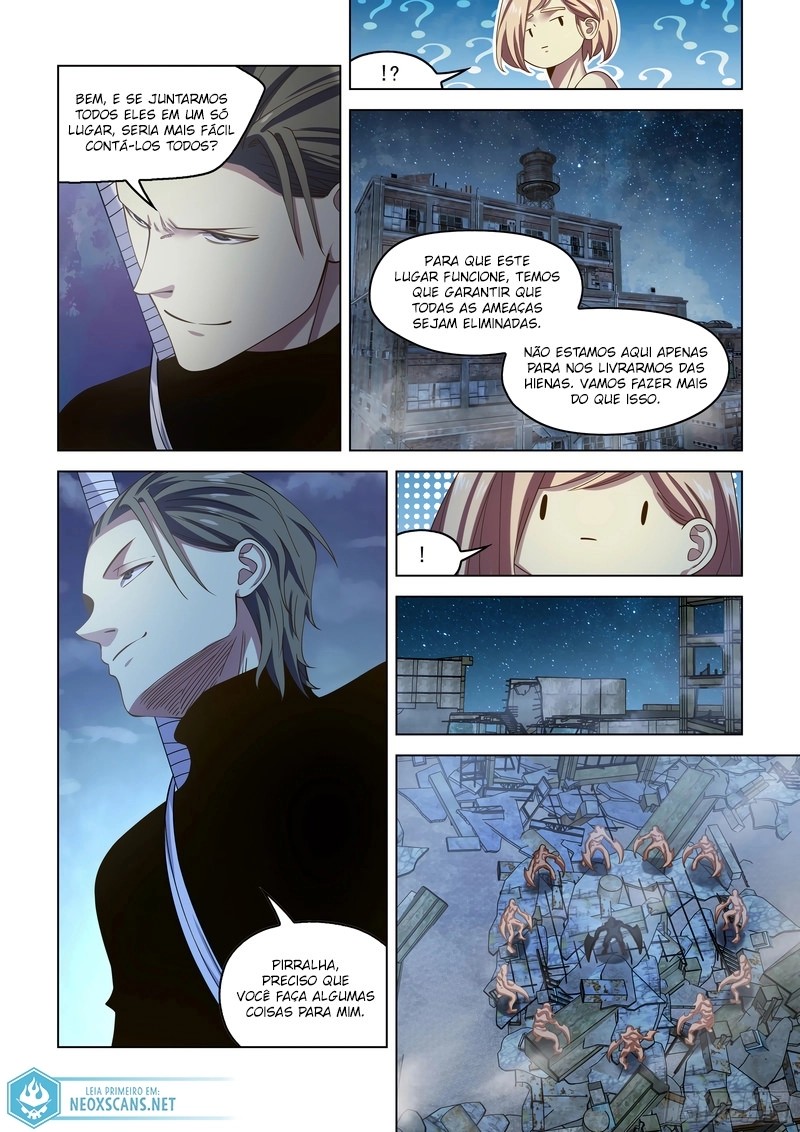 !?
BEM, E SE JUNTARMOS
TODOS ELES EM UM SÓ
LUGAR, SERIA MAIS FÁCIL
CONTÁ-LOS TODOS?
PARA QUE ESTE
LUGAR FUNCIONE, TEMOS
QUE GARANTIR QUE
TODAS AS AMEAÇAS
SEJAM ELIMINADAS.
NÃO ESTAMOS AQUI APENAS
PARA NOS LIVRARMOS DAS
HIENAS. VAMOS FAZER MAIS
DO QUE ISSO.
!
PIRRALHA,
PRECISO QUE
VOCÊ FAÇA ALGUMAS
COISAS PARA MIM.
LEIA PRIMEIRO EM:
NEOXSCANS.NET